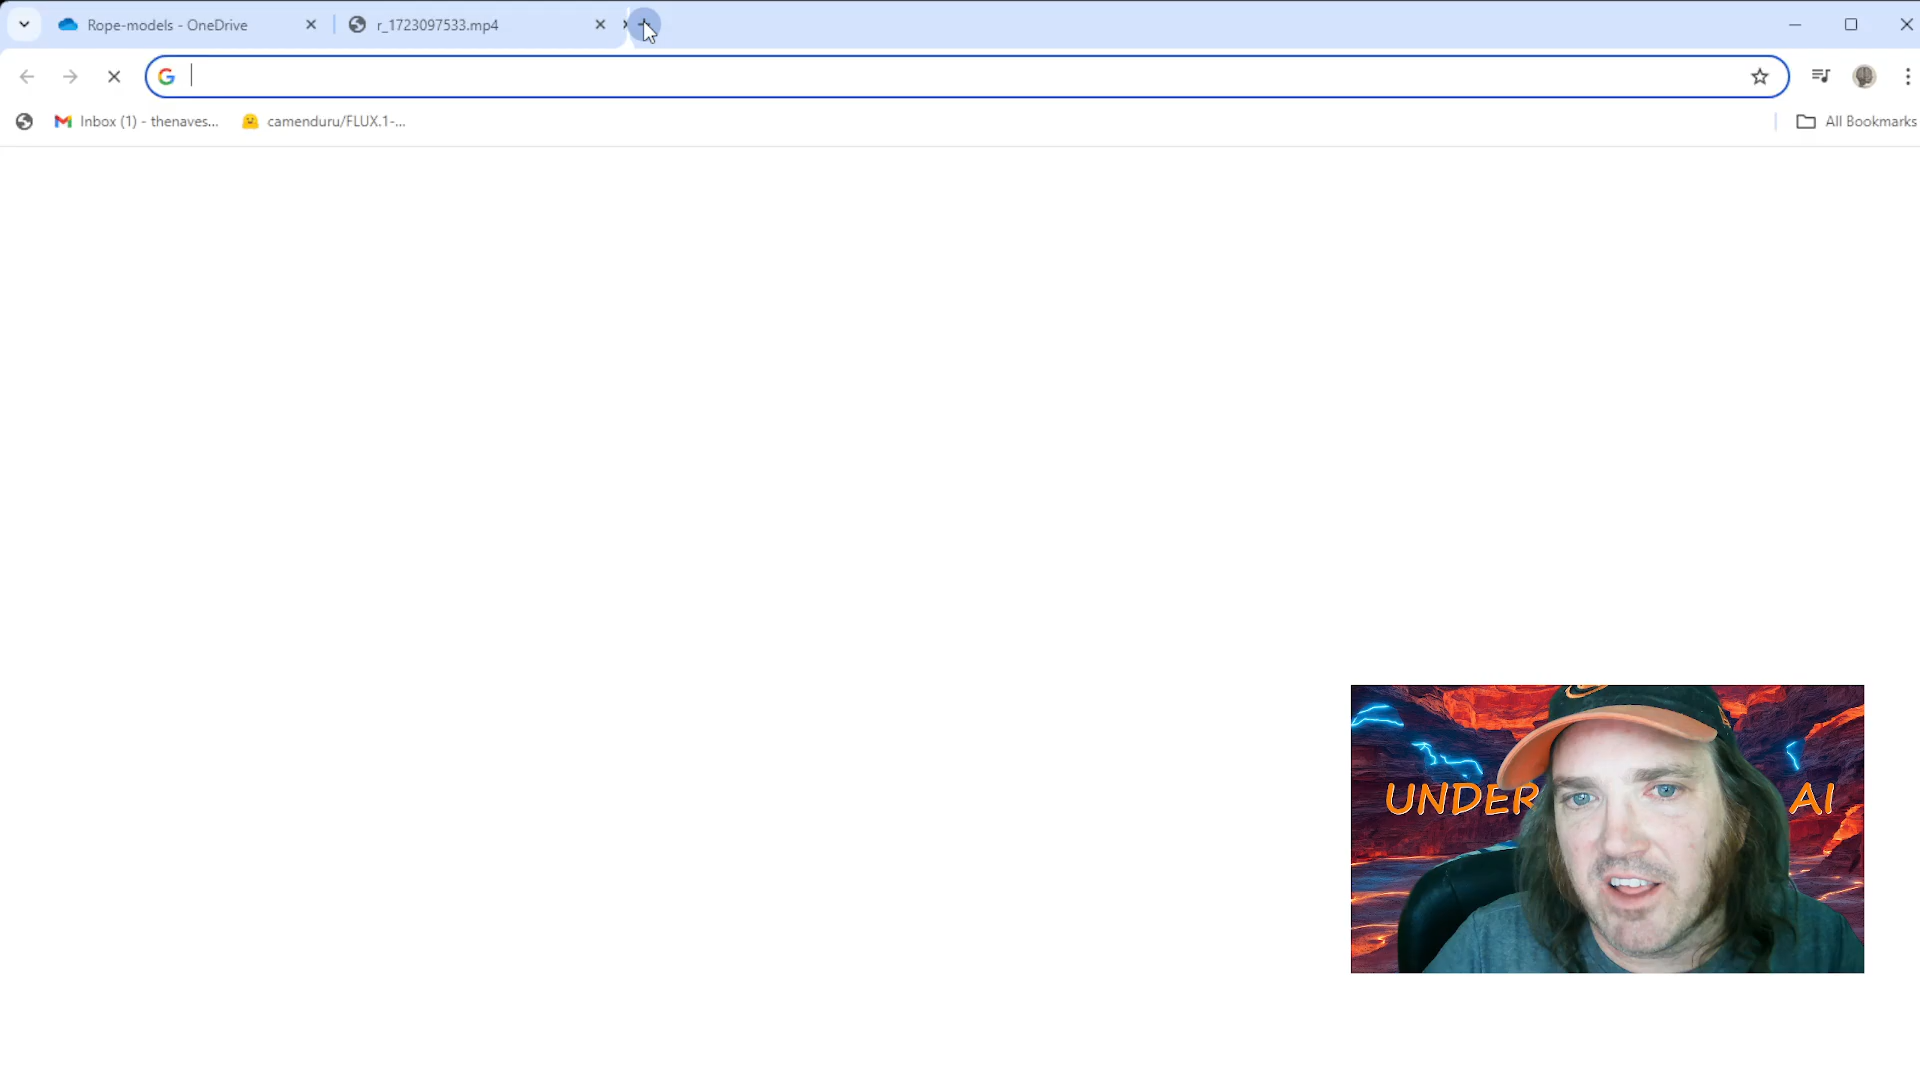 Rope-models - OneDrive
r_1723097533.mp4
Inbox (1) - thenaves...
camenduru/FLUX.1-...
All Bookmarks
UNDER
AI